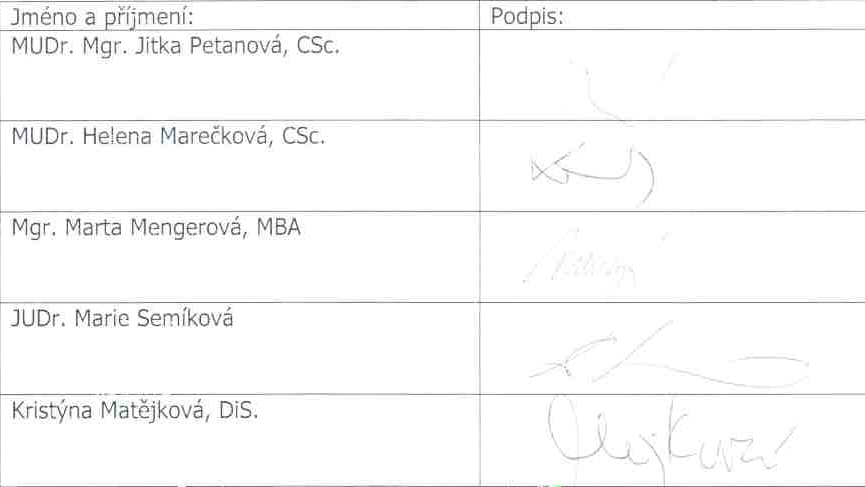 Jméno a příjmení:
Podpis:
MUDr. Mgr. Jitka Petanová, CSc.
MUDr. Helena Marečková, CSc.
Mgr. Marta Mengerová, MBA
JUDr. Marie Semíková
Kristýna Matějková, DiS.